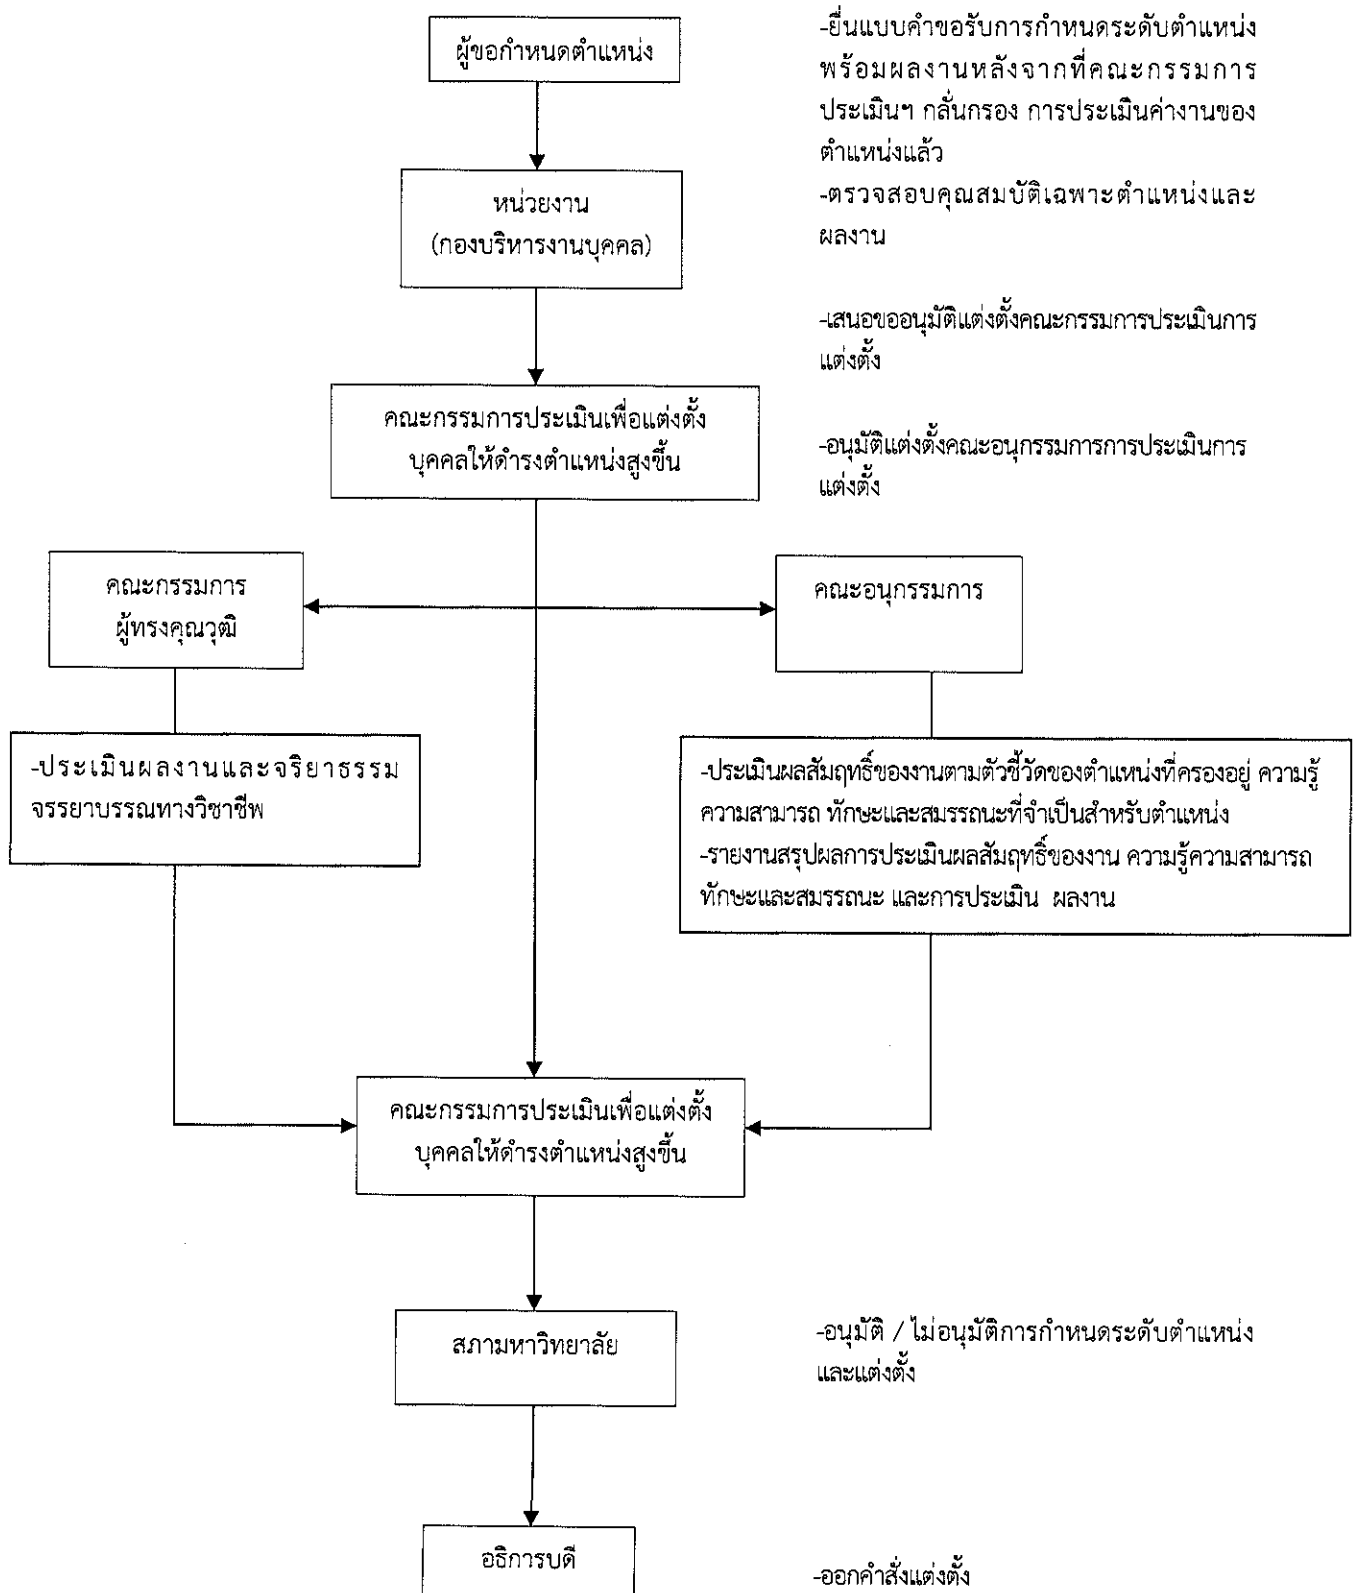 ผู้ขอกำหนดตำแหน่ง
-ยื่นแบบคำขอรับการกำหนดระดับตำแหน่ง
พร้อมผลงานหลังจากที่คณะกรรมการ
ประเมินฯ กลั่นกรอง การประเมินค่างานของ
ตำแหน่งแล้ว
-ตรวจสอบคุณสมบัติเฉพาะตำแหน่งและ
ผลงาน
หน่วยงาน
(กองบริหารงานบุคคล)
-เสนอขออนุมัติแต่งตั้งคณะกรรมการประเมินการ
แต่งตั้ง
คณะกรรมการประเมินเพื่อแต่งตั้ง
บุคคลให้ดำรงตำแหน่งสูงขึ้น
-อนุมัติแต่งตั้งคณะอนุกรรมการการประเมินการ
แต่งตั้ง
คณะกรรมการ
ผู้ทรงคุณวุฒิ
คณะอนุกรรมการ
-ประเมินผลงานและจริยาธรรม
จรรยาบรรณทางวิชาชีพ
-ประเมินผลสัมฤทธิ์ของงานตามตัวชี้วัดของตำแหน่งที่ครองอยู่ ความรู้
ความสามารถ ทักษะและสมรรถนะที่จำเป็นสำหรับตำแหน่ง
-รายงานสรุปผลการประเมินผลสัมฤทธิ์ของงาน ความรู้ความสามารถ
ทักษะและสมรรถนะ และการประเมิน ผลงาน
คณะกรรมการประเมินเพื่อแต่งตั้ง
บุคคลให้ดำรงตำแหน่งสูงขึ้น
สภามหาวิทยาลัย
-อนุมัติ / ไม่อนุมัติการกำหนดระดับตำแหน่ง
และแต่งตั้ง
อธิการบดี
-ออกคำสั่งแต่งตั้ง